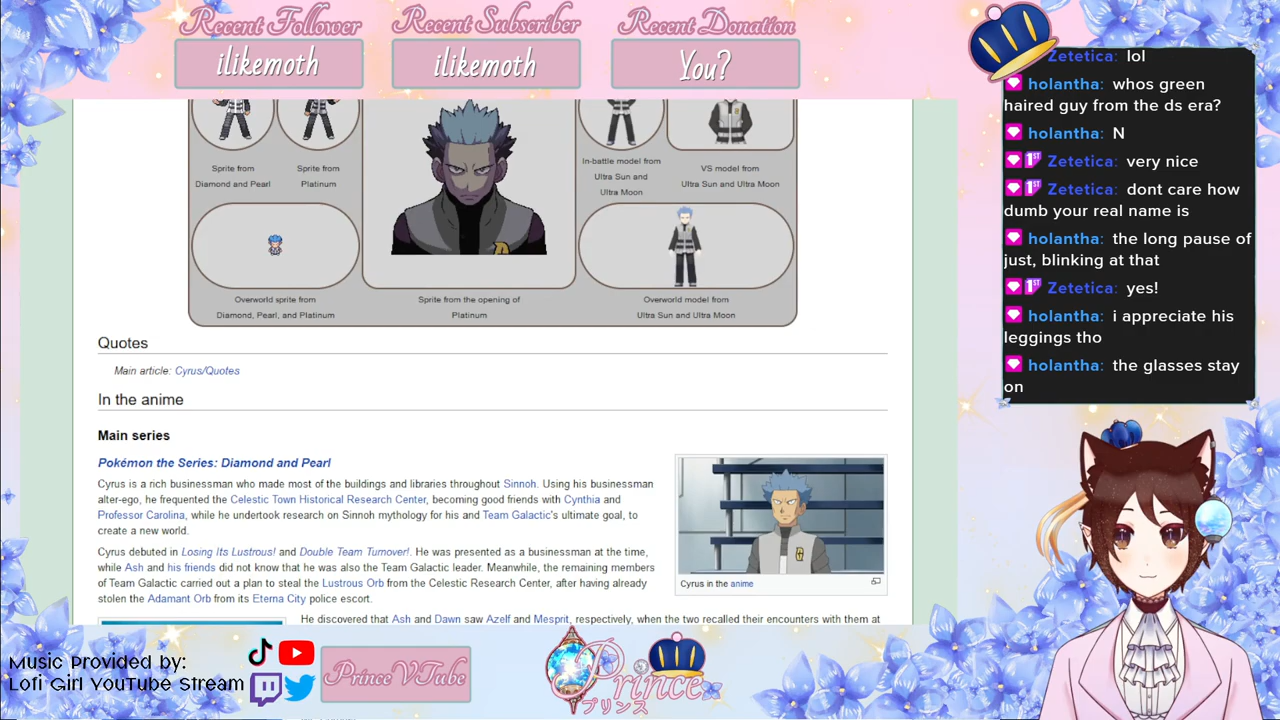 Recent Follower
ilikemoth
Recent Subscriber
ilikemoth
Recent Donation
You?
Sprite from
Diamond and Pearl
Sprite from
Platinum
In-battle model from
Ultra Sun and
Ultra Moon
VS model from
Ultra Sun and Ultra Moon
Overworld sprite from
Diamond, Pearl, and Platinum
Sprite from the opening of
Platinum
Overworld model from
Ultra Sun and Ultra Moon
Quotes
Main article: Cyrus/Quotes
In the anime
Main series
Pokémon the Series: Diamond and Pearl
Cyrus is a rich businessman who made most of the buildings and libraries throughout Sinnoh. Using his businessman
alter-ego, he frequented the Celestic Town Historical Research Center, becoming good friends with Cynthia and
Professor Carolina, while he undertook research on Sinnoh mythology for his and Team Galactic's ultimate goal, to
create a new world.
Cyrus debuted in Losing Its Lustrous! and Double Team Turnover!. He was presented as a businessman at the time,
while Ash and his friends did not know that he was also the Team Galactic leader. Meanwhile, the remaining members
of Team Galactic carried out a plan to steal the Lustrous Orb from the Celestic Research Center, after having already
stolen the Adamant Orb from its Eterna City police escort.
Cyrus in the anime
He discovered that Ash and Dawn saw Azelf and Mesprit, respectively, when the two recalled their encounters with them at
Zetetica: lol
holantha: whos green
haired guy from the ds era?
holantha: N
1st Zetetica: very nice
1st Zetetica: dont care how
dumb your real name is
holantha: the long pause of
just, blinking at that
1st Zetetica: yes!
holantha: i appreciate his
leggings tho
holantha: the glasses stay
on
Music Provided by:
Lofi Girl YouTube Stream
Prince VTube
Prince
プリンス